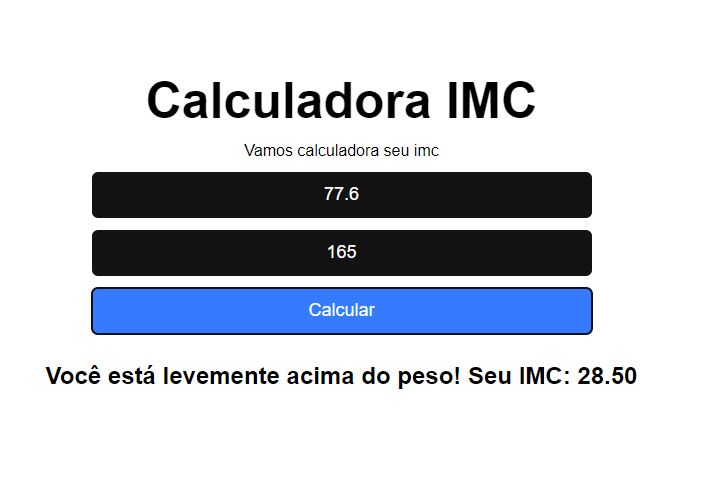 Calculadora IMC
Vamos calculadora seu imc
77.6
165
Calcular
Você está levemente acima do peso! Seu IMC: 28.50